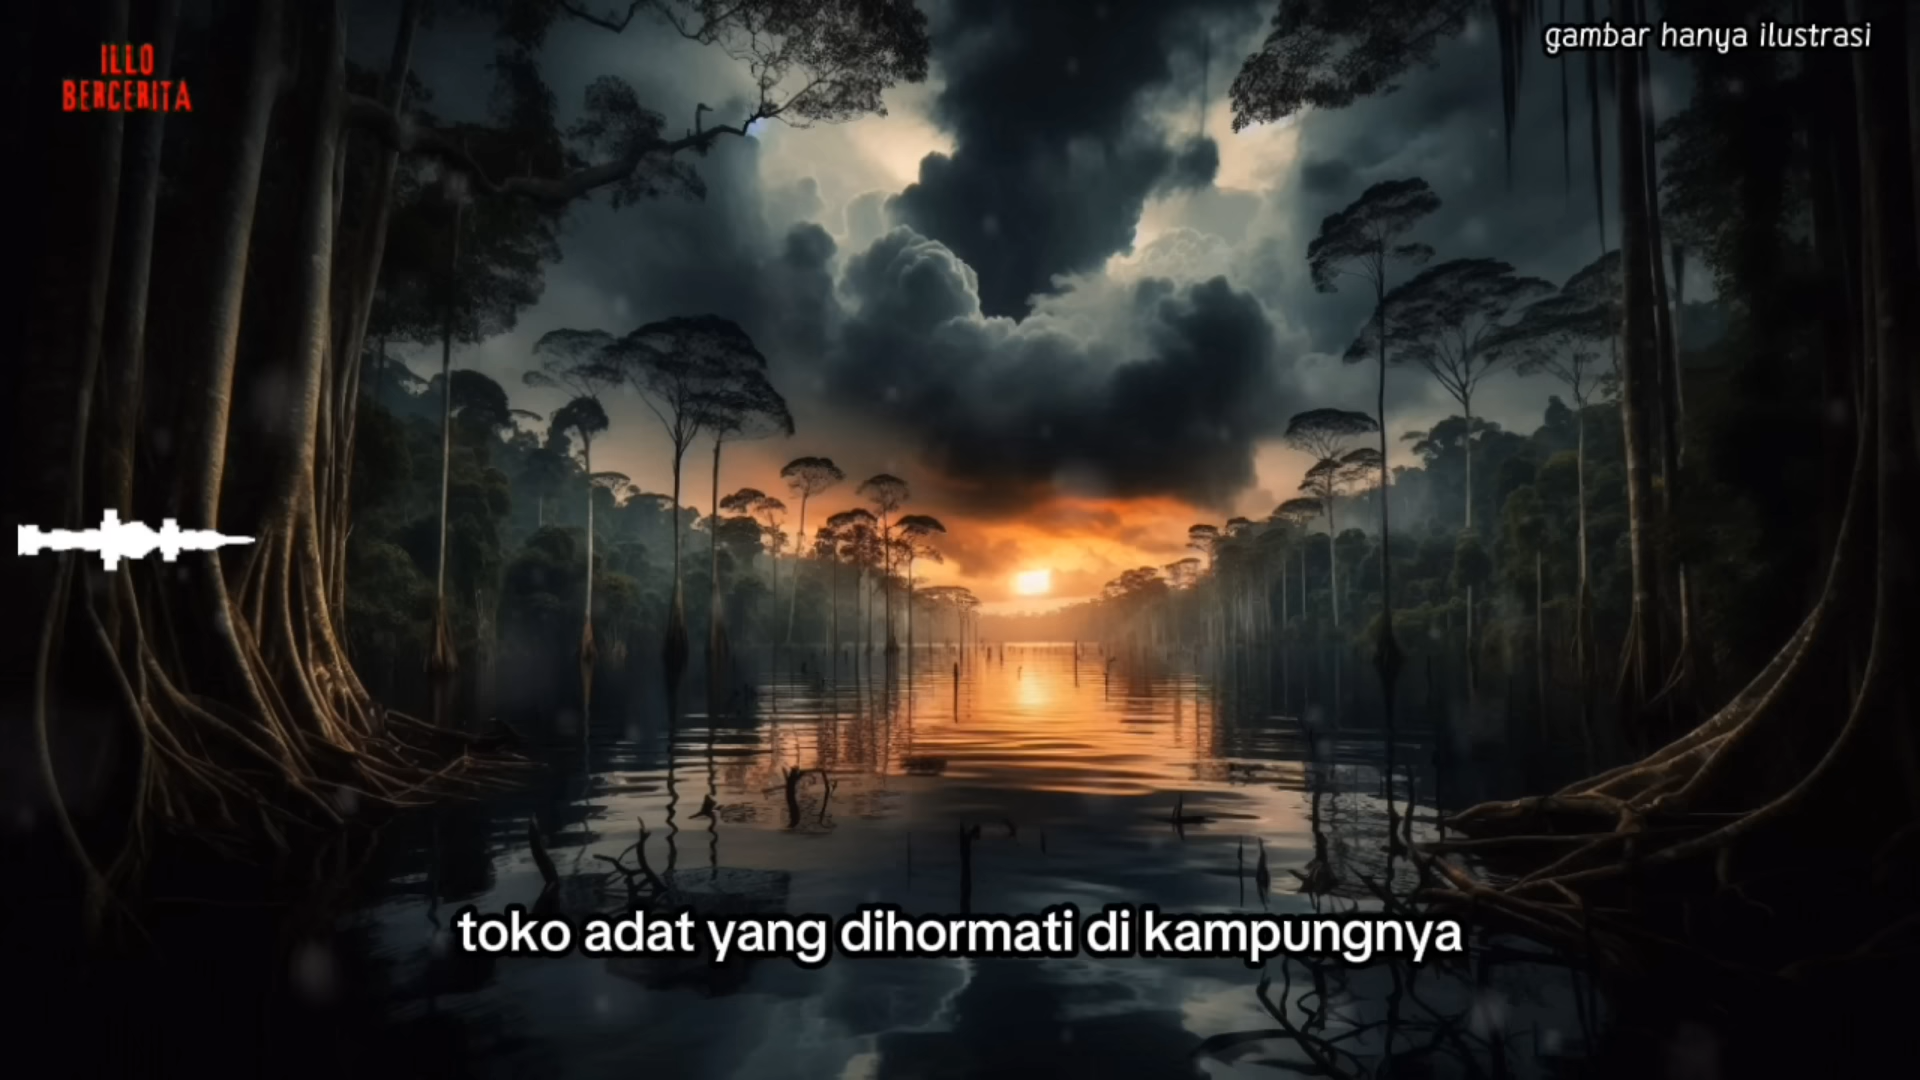 ILLO
BERCERITA
gambar hanya ilustrasi
toko adat yang dihormati di kampungnya